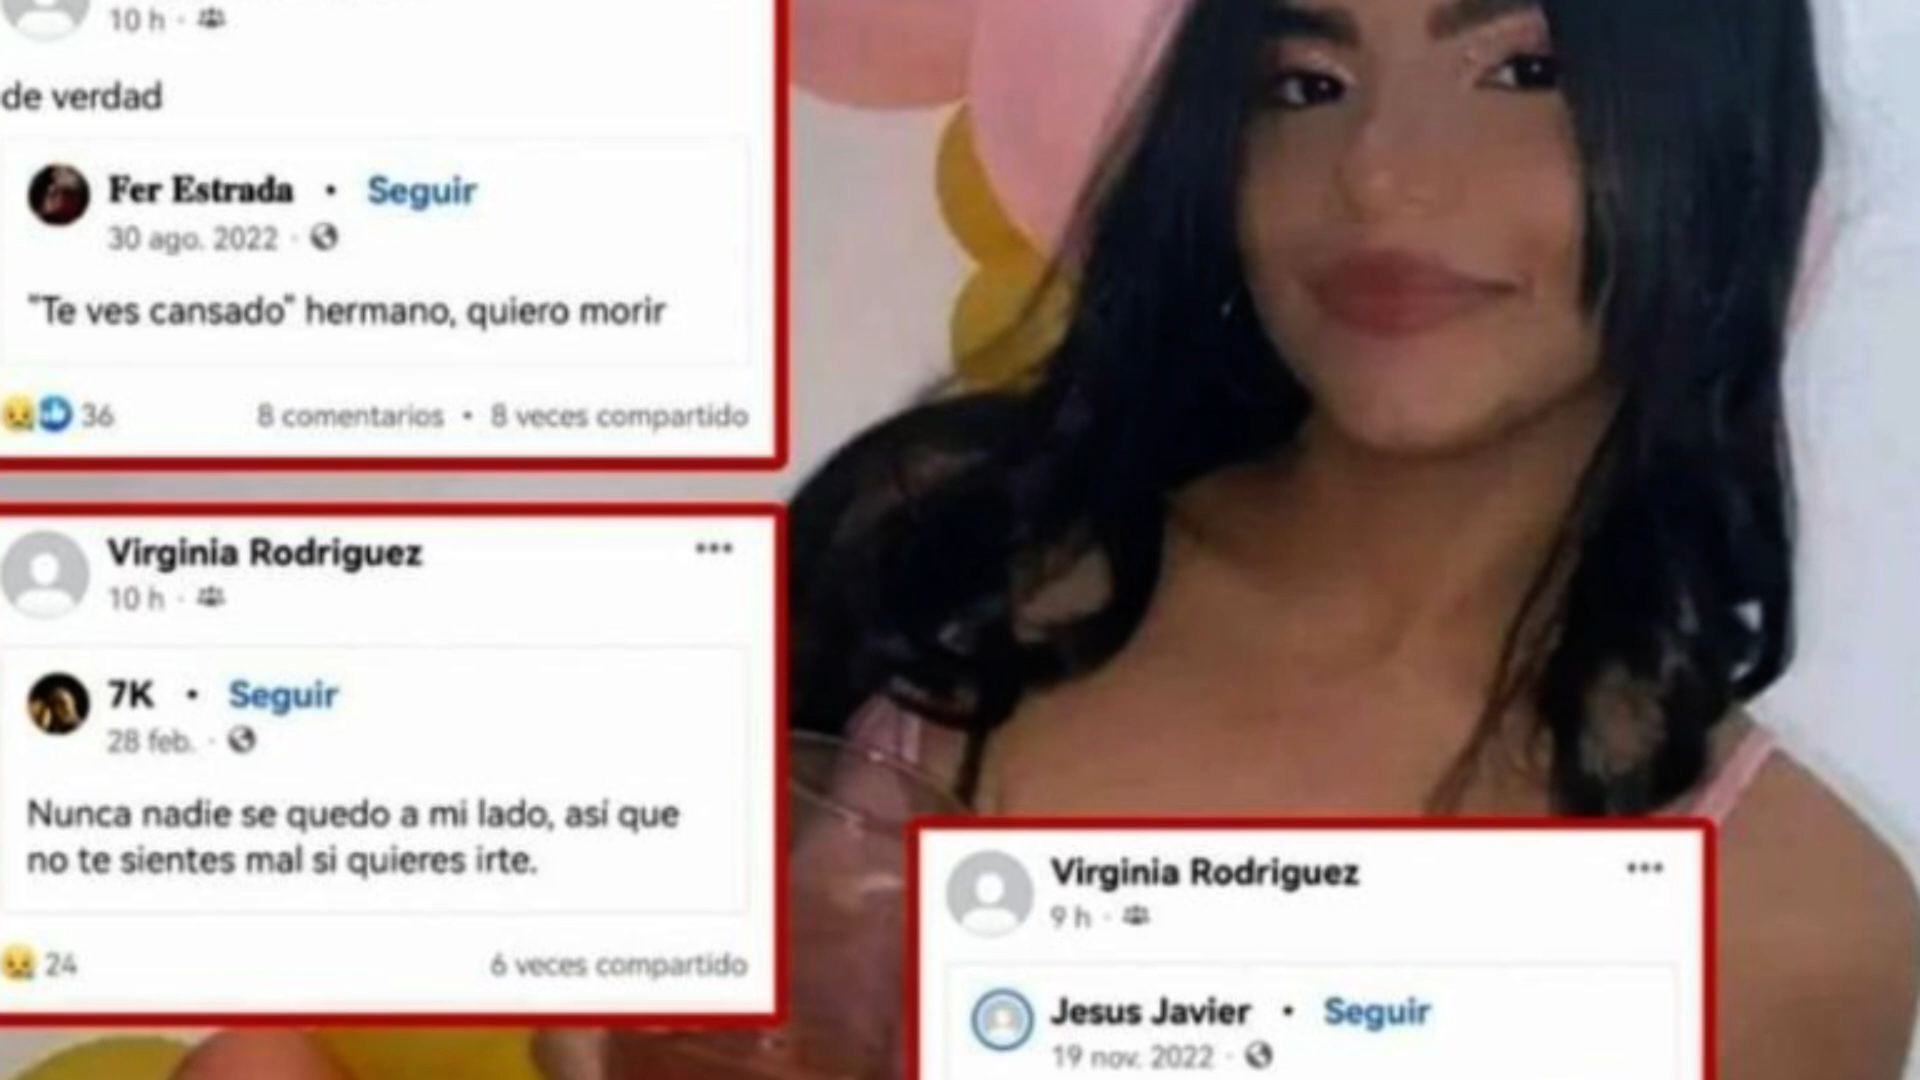 10 h
de verdad
Fer Estrada • Seguir
30 ago. 2022 ·
"Te ves cansado" hermano, quiero morir
36 8 comentarios • 8 veces compartido
Virginia Rodriguez ...
10 h ·
7K • Seguir
28 feb. ·
Nunca nadie se quedo a mi lado, así que
no te sientes mal si quieres irte.
24 6 veces compartido
Virginia Rodriguez ...
9 h ·
Jesus Javier • Seguir
19 nov. 2022 ·